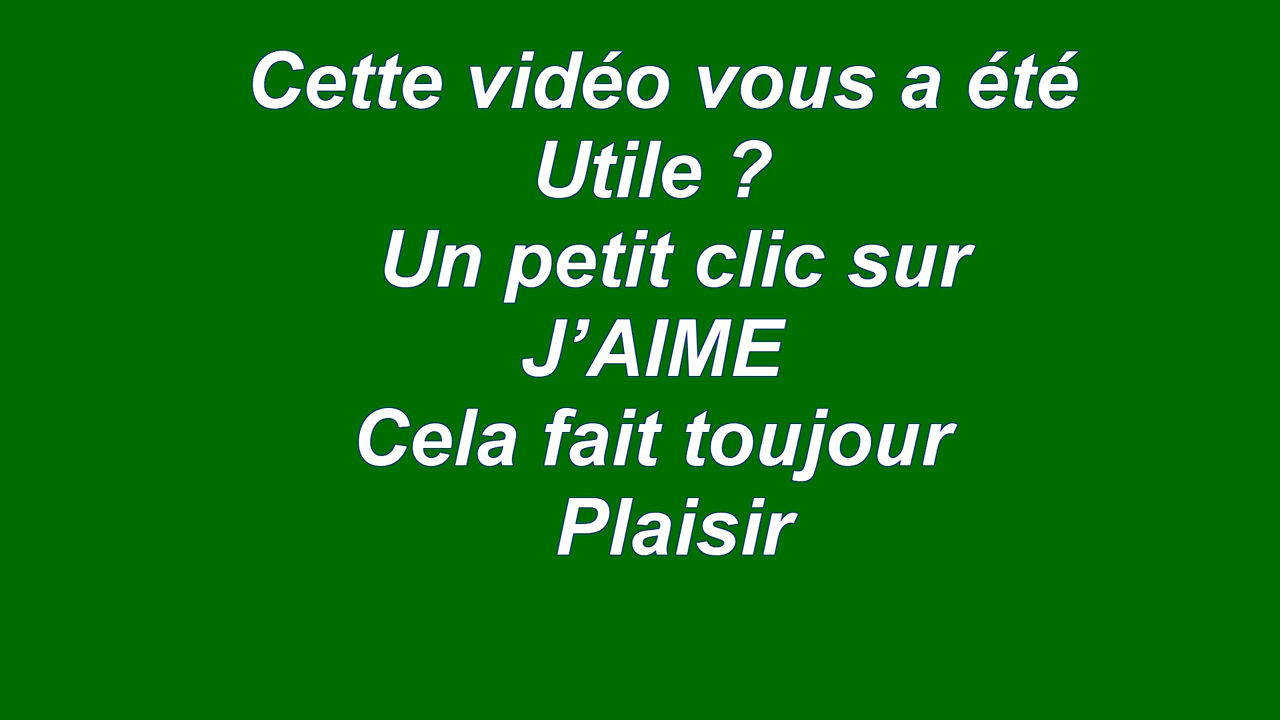 Cette vidéo vous a été
Utile ?
Un petit clic sur
J’AIME
Cela fait toujour
Plaisir